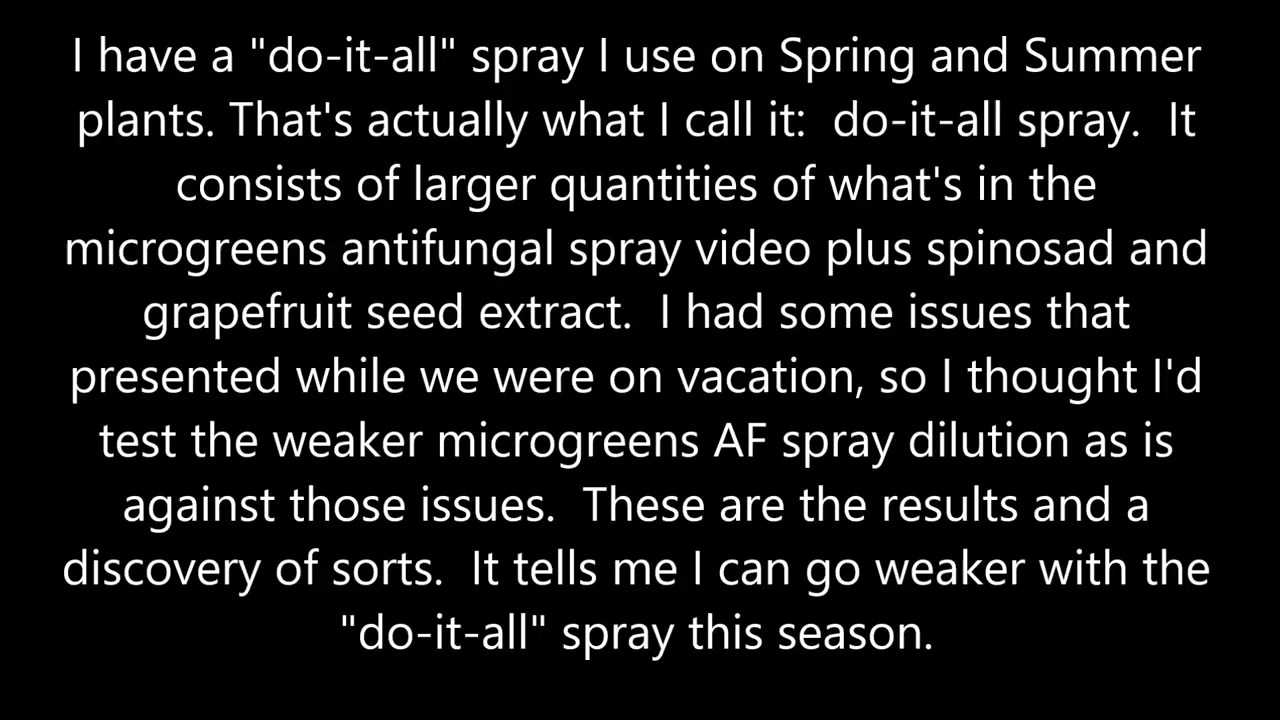 I have a "do-it-all" spray I use on Spring and Summer
plants. That's actually what I call it:  do-it-all spray.  It
consists of larger quantities of what's in the
microgreens antifungal spray video plus spinosad and
grapefruit seed extract.  I had some issues that
presented while we were on vacation, so I thought I'd
test the weaker microgreens AF spray dilution as is
against those issues.  These are the results and a
discovery of sorts.  It tells me I can go weaker with the
"do-it-all" spray this season.